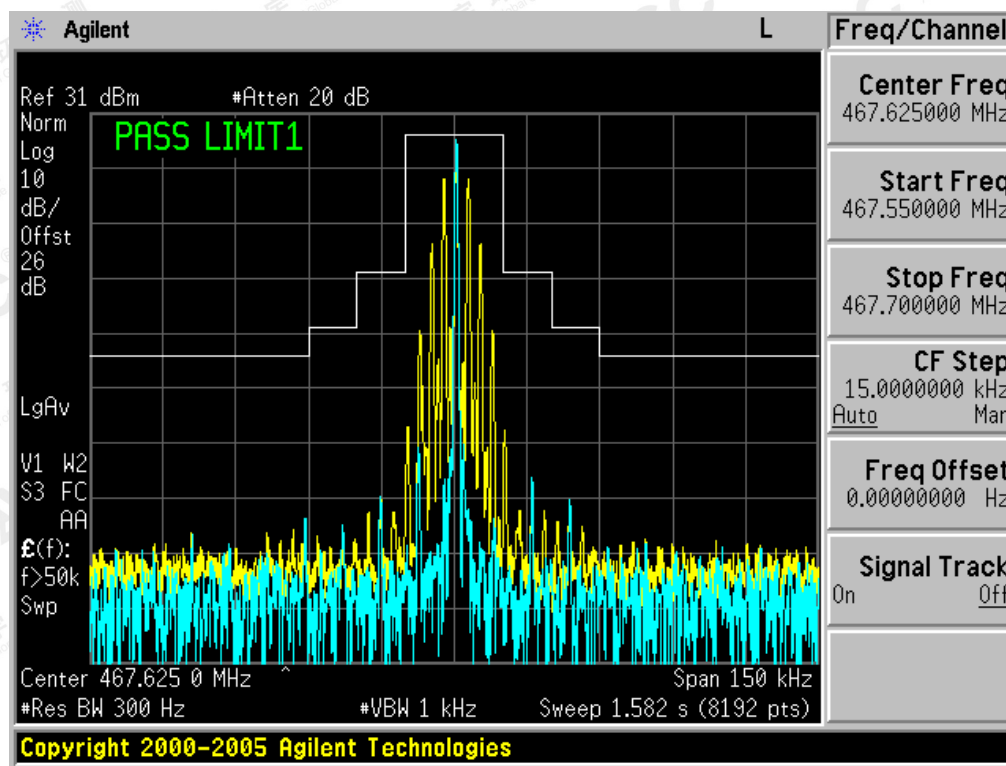 Agilent L Freq/Channel
Ref 31 dBm #Atten 20 dB
Norm
Log
10
dB/
Offst
26
dB
PASS LIMIT1
LgAv
V1 W2
S3 FC
AA
£(f):
f>50k
Swp
Center 467.625 0 MHz ^ Span 150 kHz
#Res BW 300 Hz #VBW 1 kHz Sweep 1.582 s (8192 pts)
Copyright 2000-2005 Agilent Technologies
Center Freq
467.625000 MHz
Start Freq
467.550000 MHz
Stop Freq
467.700000 MHz
CF Step
15.0000000 kHz
Auto Man
Freq Offset
0.00000000 Hz
Signal Track
On Off